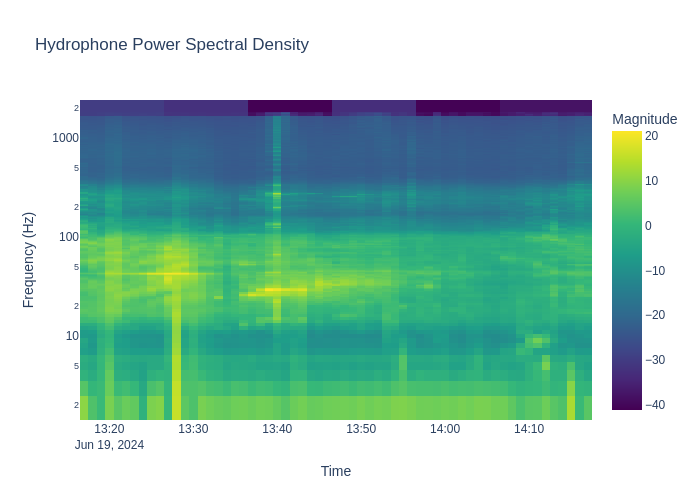 Hydrophone Power Spectral Density
Magnitude
2
1000
5
2
100
5
2
10
5
2
Frequency (Hz)
20
10
0
−10
−20
−30
−40
13:20 13:30 13:40 13:50 14:00 14:10
Jun 19, 2024
Time